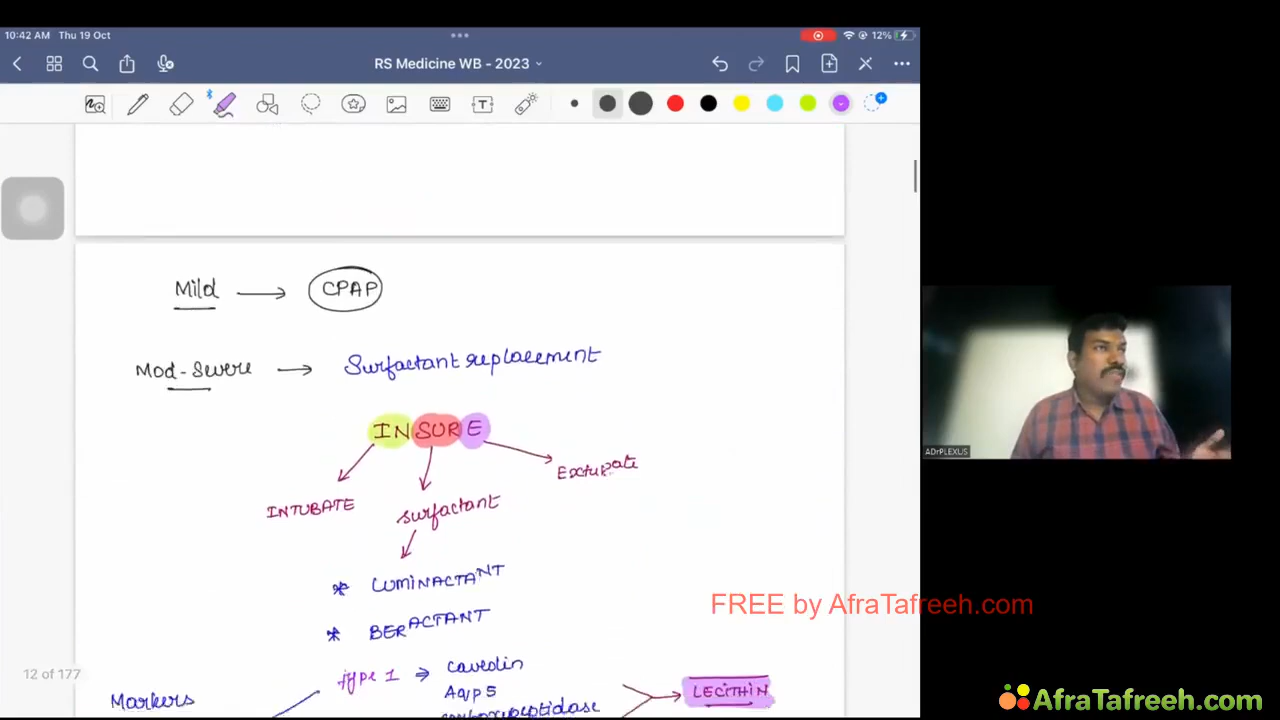 10:42 AM Thu 19 Oct
12%
RS Medicine WB - 2023
T
Mild → CPAP
Mod - Severe → Surfactant replacement
INSURE
Extubate
INTUBATE
surfactant
* LUMINACTANT
* BERACTANT
type 1 → caveolin
Markers
Aqp 5
LECITHIN
carboxypeptidase
12 of 177
ADrPLEXUS
FREE by AfraTafreeh.com
AfraTafreeh.com